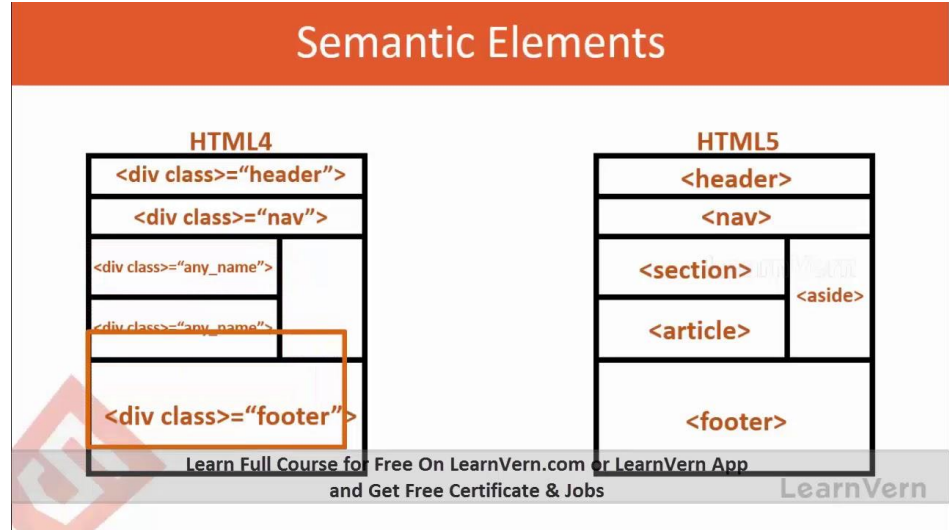 Semantic Elements
HTML4
<div class>="header">
<div class>="nav">
<div class>="any_name">
<div class>="any_name">
<div class>="footer">
HTML5
<header>
<nav>
<section>
<aside>
<article>
<footer>
Learn Full Course for Free On LearnVern.com or LearnVern App
and Get Free Certificate & Jobs
LearnVern
LearnVern